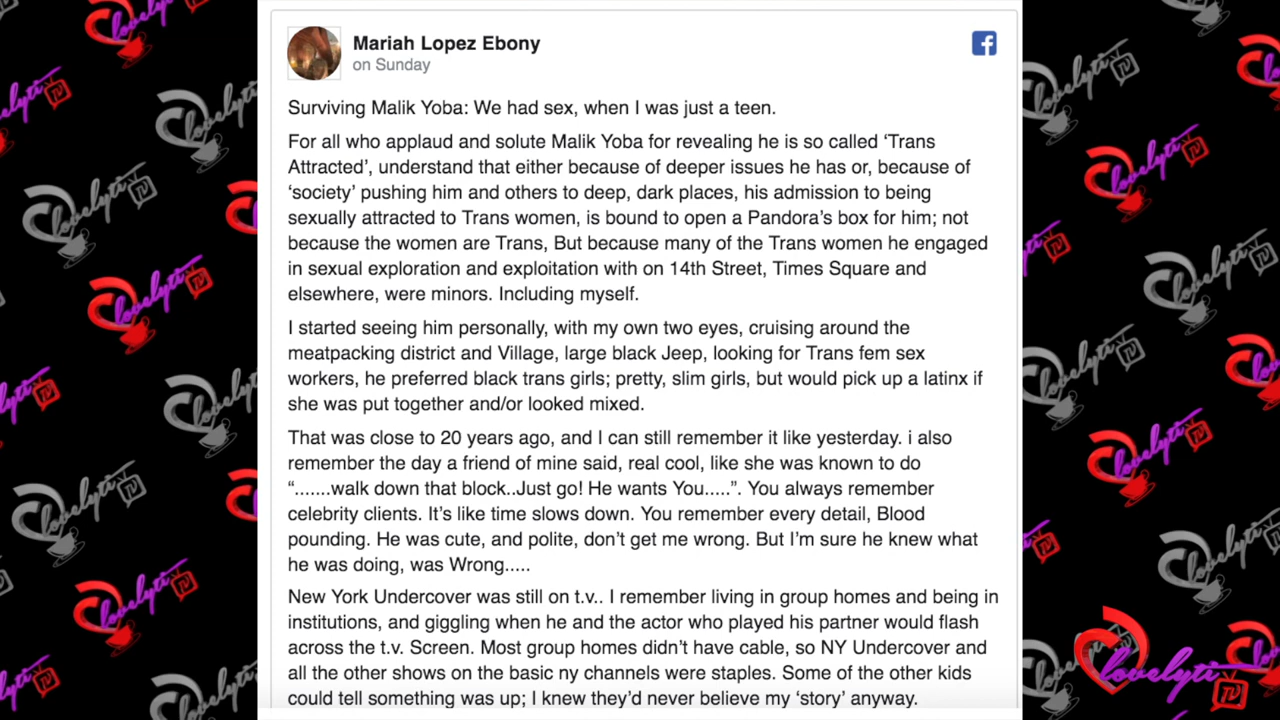 Mariah Lopez Ebony
on Sunday
Surviving Malik Yoba: We had sex, when I was just a teen.
For all who applaud and solute Malik Yoba for revealing he is so called ‘Trans
Attracted’, understand that either because of deeper issues he has or, because of
‘society’ pushing him and others to deep, dark places, his admission to being
sexually attracted to Trans women, is bound to open a Pandora’s box for him; not
because the women are Trans, But because many of the Trans women he engaged
in sexual exploration and exploitation with on 14th Street, Times Square and
elsewhere, were minors. Including myself.
I started seeing him personally, with my own two eyes, cruising around the
meatpacking district and Village, large black Jeep, looking for Trans fem sex
workers, he preferred black trans girls; pretty, slim girls, but would pick up a latinx if
she was put together and/or looked mixed.
That was close to 20 years ago, and I can still remember it like yesterday. i also
remember the day a friend of mine said, real cool, like she was known to do
“.......walk down that block..Just go! He wants You.....”. You always remember
celebrity clients. It’s like time slows down. You remember every detail, Blood
pounding. He was cute, and polite, don’t get me wrong. But I’m sure he knew what
he was doing, was Wrong.....
New York Undercover was still on t.v.. I remember living in group homes and being in
institutions, and giggling when he and the actor who played his partner would flash
across the t.v. Screen. Most group homes didn’t have cable, so NY Undercover and
all the other shows on the basic ny channels were staples. Some of the other kids
could tell something was up; I knew they’d never believe my ‘story’ anyway.
lovelyti TV